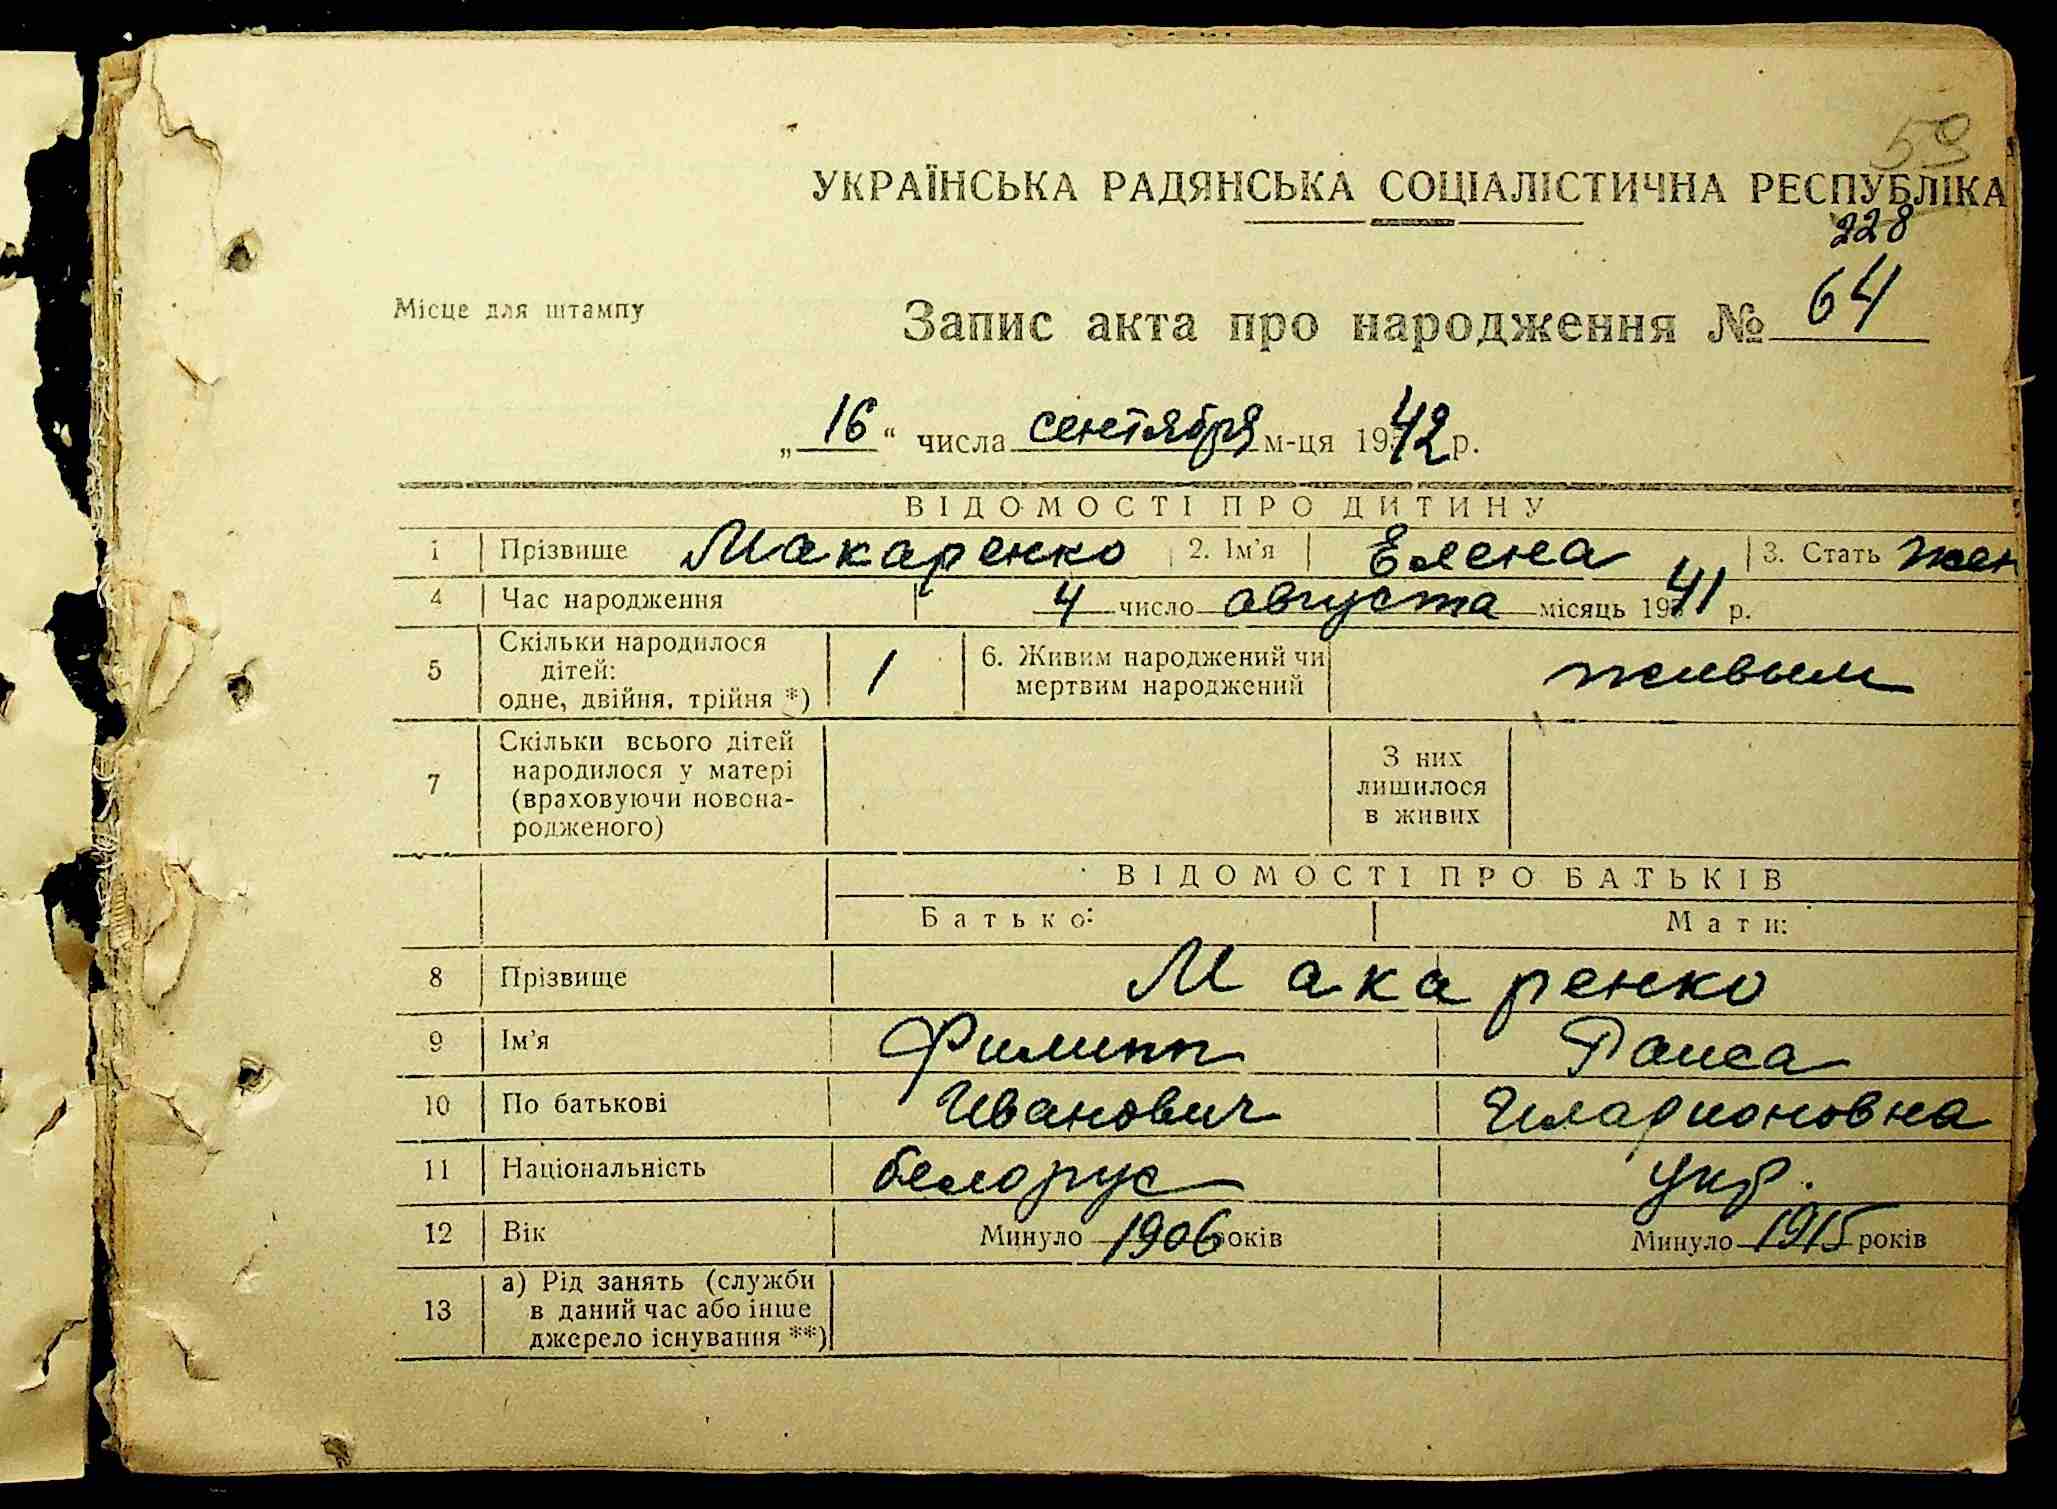 59
УКРАЇНСЬКА РАДЯНСЬКА СОЦІАЛІСТИЧНА РЕСПУБЛІКА
228
Місце для штампу
Запис акта про народження № 64
„16“ числа сентября м-ця 1942 р.
ВІДОМОСТІ ПРО ДИТИНУ
1 Прізвище Макаренко 2. Ім’я Елена 3. Стать жен
4 Час народження 4 число августа місяць 1941 р.
5 Скільки народилося дітей: одне, двійня, трійня *) 1 6. Живим народжений чи мертвим народжений живым
7 Скільки всього дітей народилося у матері (враховуючи новона-родженого) З них лишилося в живих
ВІДОМОСТІ ПРО БАТЬКІВ
Батько: Мати:
8 Прізвище Макаренко
9 Ім’я Филипп Раиса
10 По батькові Иванович Иларионовна
11 Національність белорус укр.
12 Вік Минуло 1906 років Минуло 1915 років
13 а) Рід занять (служби в даний час або інше джерело існування **)